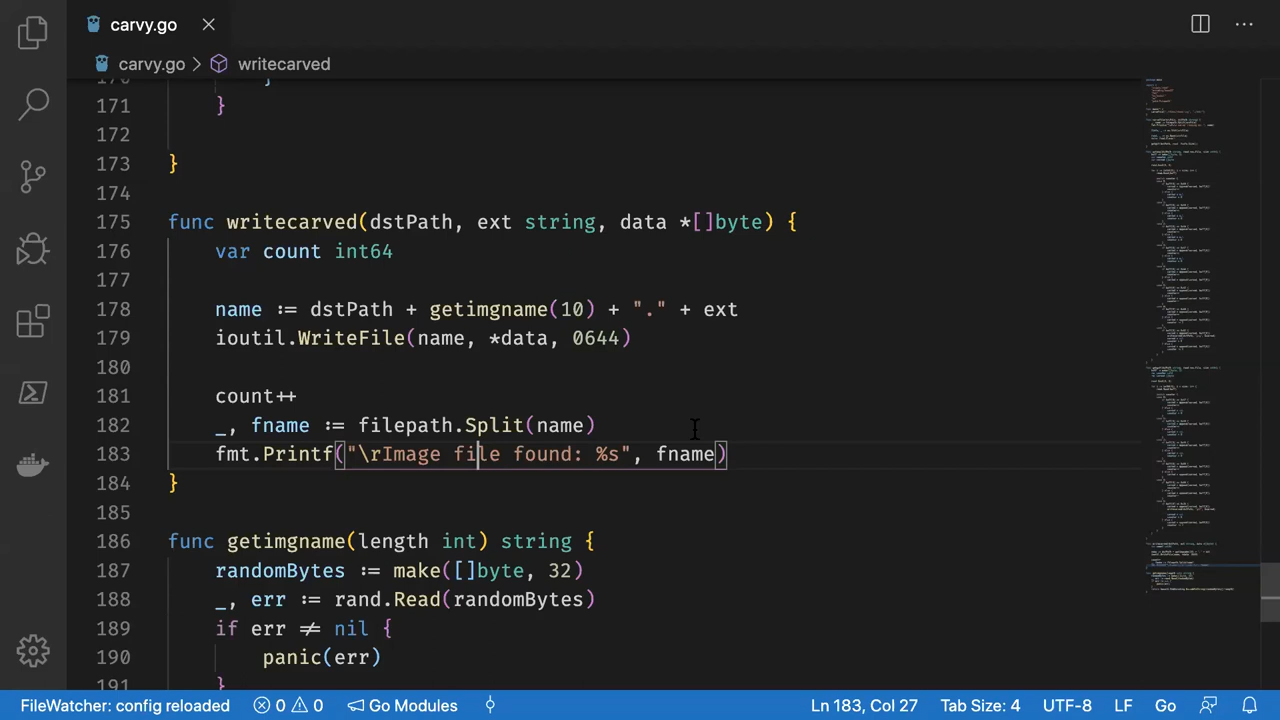 carvy.go
carvy.go > writecarved
170 }
171 }
172
173 }
174
175 func writecarved(dstPath, ext string, data *[]byte) {
176 var count int64
177
178 name := dstPath + getimgname(10) + "." + ext
179 ioutil.WriteFile(name, *data, 0644)
180
181 count++
182 _, fname := filepath.Split(name)
183 fmt.Printf("\rImage file found: %s", fname)
184 }
185
186 func getimgname(length int) string {
187 randomBytes := make([]byte, 32)
188 _, err := rand.Read(randomBytes)
189 if err ≠ nil {
190 panic(err)
191 }
FileWatcher: config reloaded 0 0 Go Modules Ln 183, Col 27 Tab Size: 4 UTF-8 LF Go